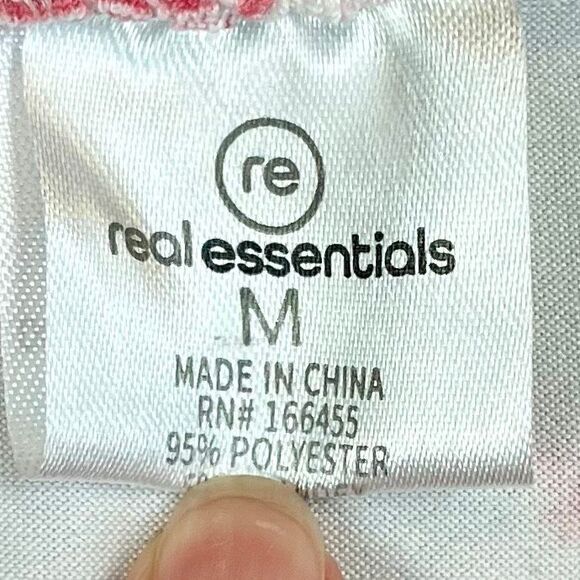 re
real essentials
M
MADE IN CHINA
RN# 166455
95% POLYESTER